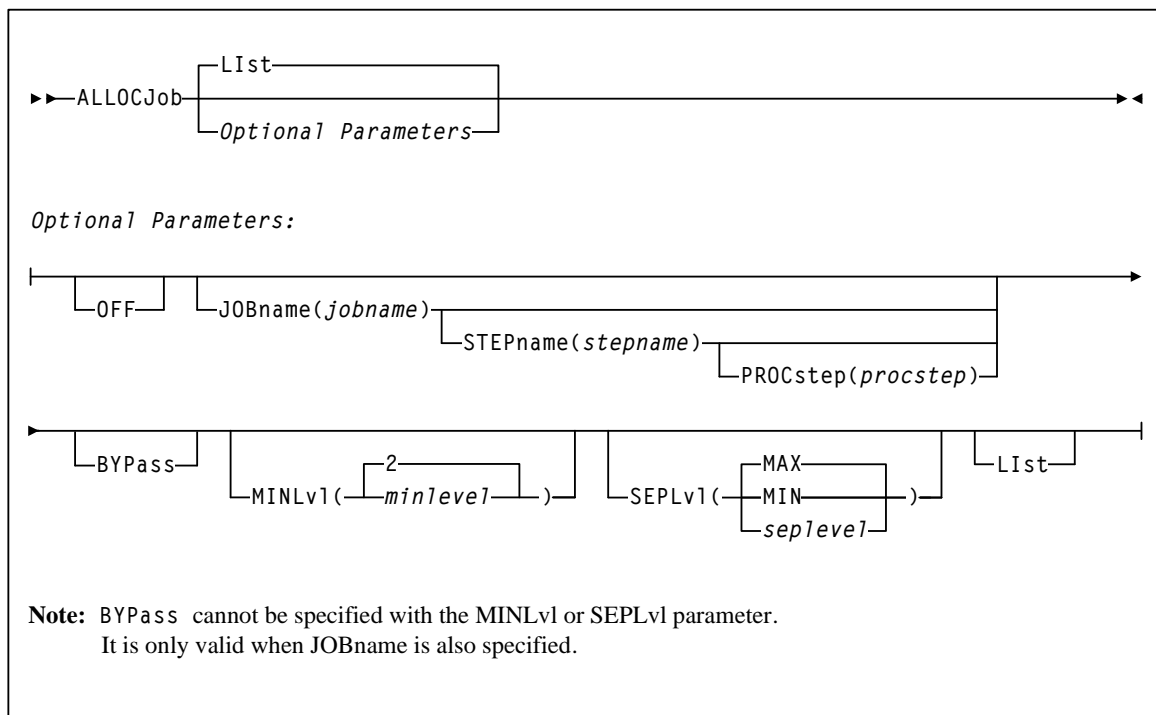 LIst
ALLOCJob
Optional Parameters
Optional Parameters:
OFF
JOBname(jobname)
STEPname(stepname)
PROCstep(procstep)
BYPass
MINLvl(
2
minlevel
)
SEPLvl(
MAX
MIN
seplevel
)
LIst
Note: BYPass cannot be specified with the MINLvl or SEPLvl parameter.
It is only valid when JOBname is also specified.